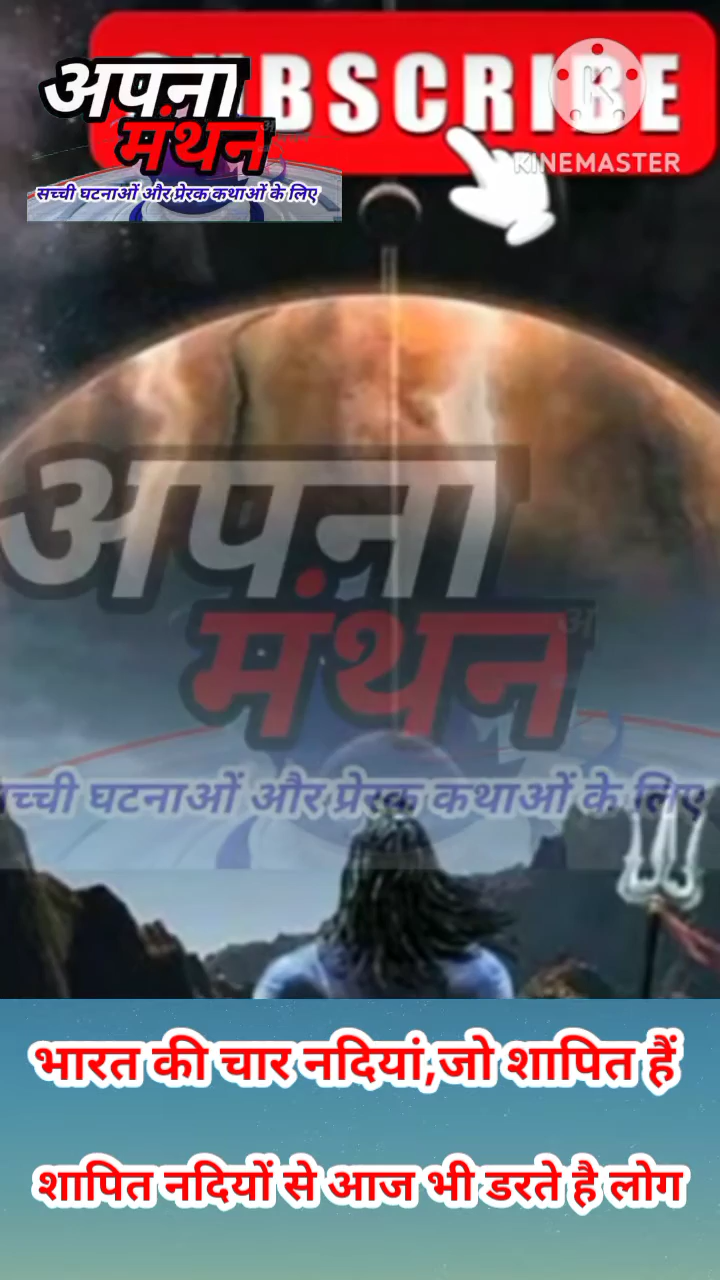 SUBSCRIBE
अपना
मंथन
सच्ची घटनाओं और प्रेरक कथाओं के लिए
KINEMASTER
अपना
मंथन
सच्ची घटनाओं और प्रेरक कथाओं के लिए
भारत की चार नदियां,जो शापित हैं
शापित नदियों से आज भी डरते है लोग